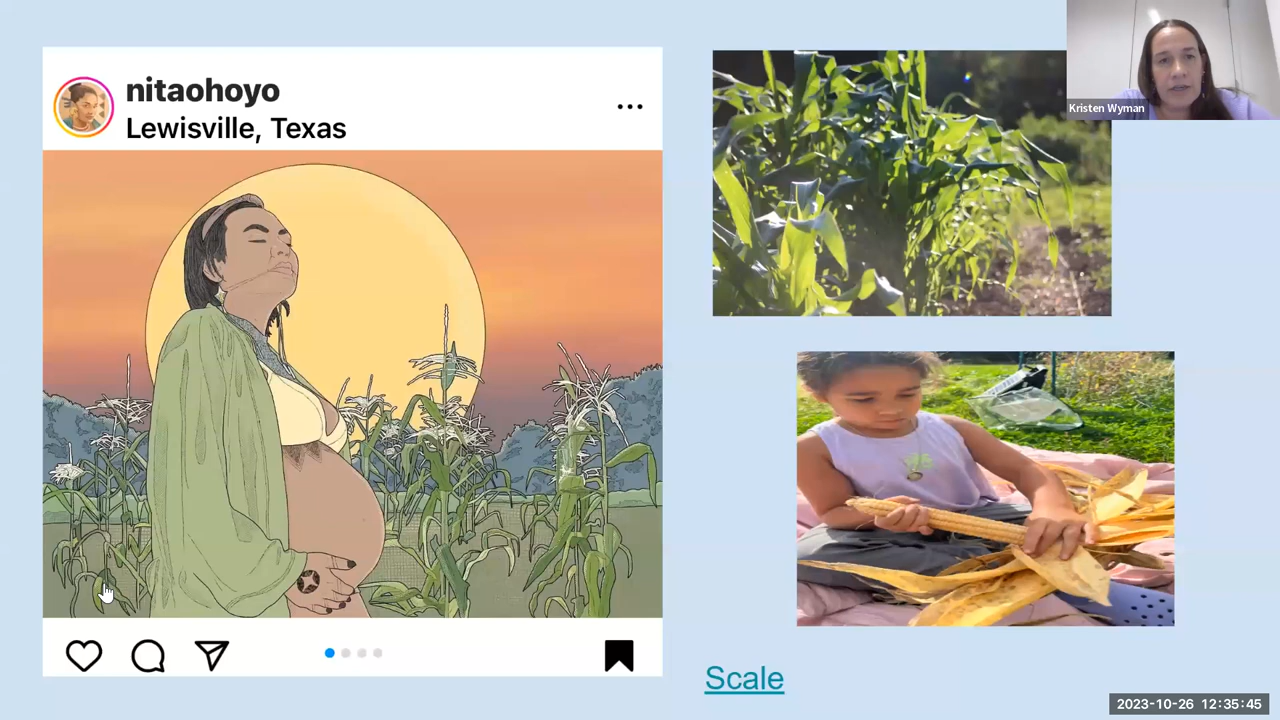 nitaohoyo
Lewisville, Texas
Kristen Wyman
Scale
2023-10-26 12:35:45